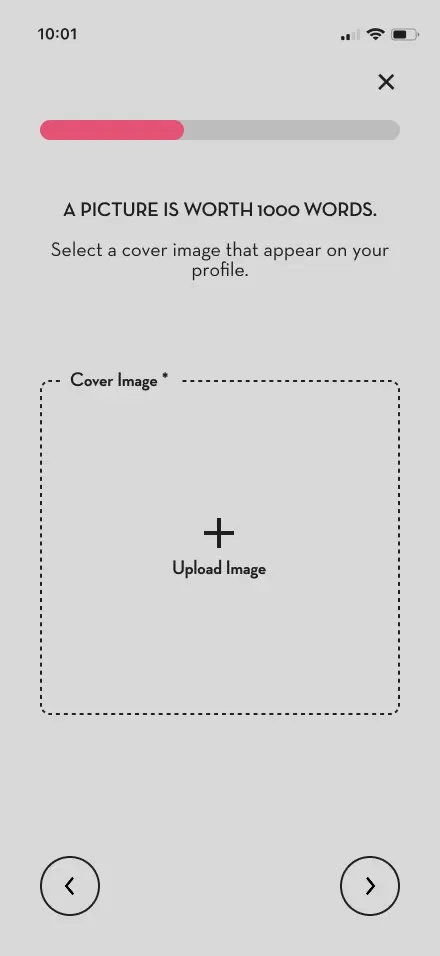 10:01
A PICTURE IS WORTH 1000 WORDS.
Select a cover image that appear on your
profile.
Cover Image *
Upload Image